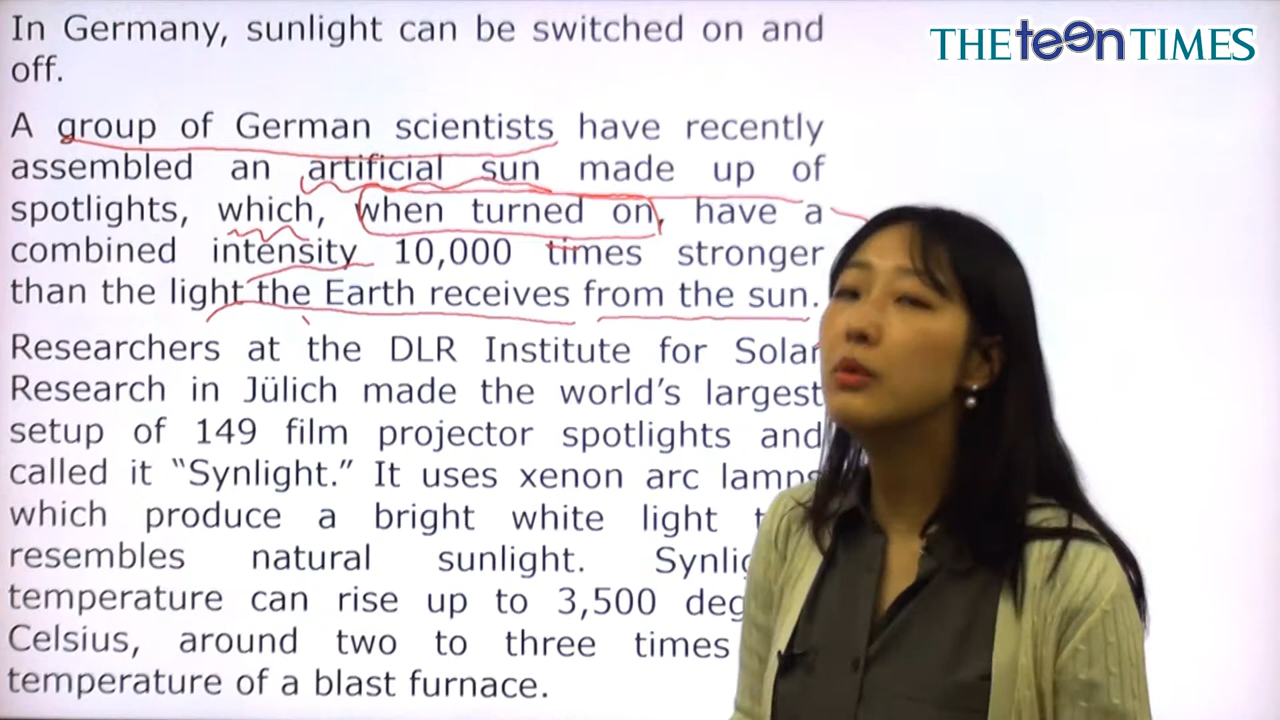 THE teen TIMES
In Germany, sunlight can be switched on and
off.
A group of German scientists have recently
assembled an artificial sun made up of
spotlights, which, when turned on, have a
combined intensity 10,000 times stronger
than the light the Earth receives from the sun.
Researchers at the DLR Institute for Solar
Research in Jülich made the world's largest
setup of 149 film projector spotlights and
called it “Synlight.” It uses xenon arc lamps
which produce a bright white light
resembles natural sunlight.
temperature can rise up to 3,500
Celsius, around two to three times
temperature of a blast furnace.